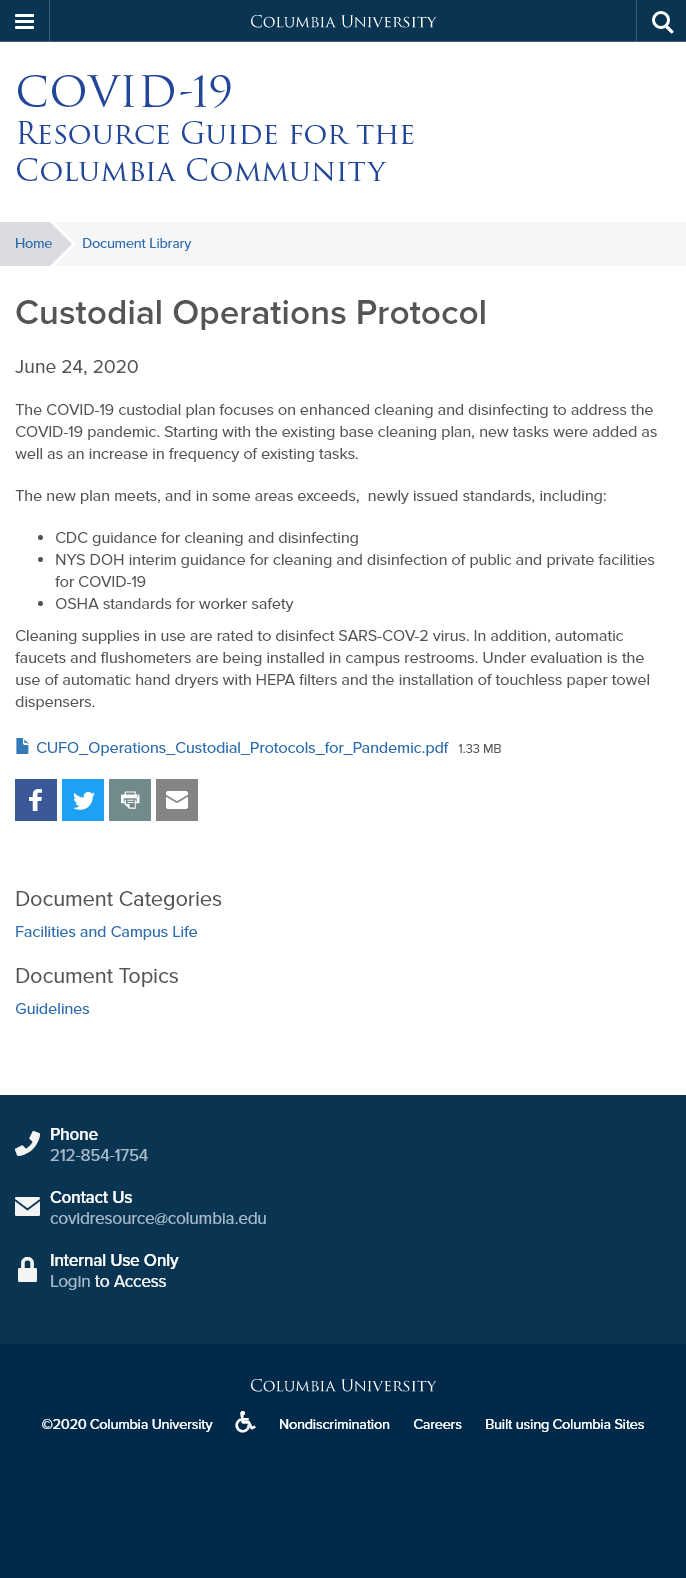 Columbia University
COVID-19
Resource Guide for the
Columbia Community
Home
Document Library
Custodial Operations Protocol
June 24, 2020
The COVID-19 custodial plan focuses on enhanced cleaning and disinfecting to address the
COVID-19 pandemic. Starting with the existing base cleaning plan, new tasks were added as
well as an increase in frequency of existing tasks.
The new plan meets, and in some areas exceeds,  newly issued standards, including:
• CDC guidance for cleaning and disinfecting
• NYS DOH interim guidance for cleaning and disinfection of public and private facilities
for COVID-19
• OSHA standards for worker safety
Cleaning supplies in use are rated to disinfect SARS-COV-2 virus. In addition, automatic
faucets and flushometers are being installed in campus restrooms. Under evaluation is the
use of automatic hand dryers with HEPA filters and the installation of touchless paper towel
dispensers.
CUFO_Operations_Custodial_Protocols_for_Pandemic.pdf 1.33 MB
Document Categories
Facilities and Campus Life
Document Topics
Guidelines
Phone
212-854-1754
Contact Us
covidresource@columbia.edu
Internal Use Only
Login to Access
Columbia University
©2020 Columbia University Nondiscrimination Careers Built using Columbia Sites